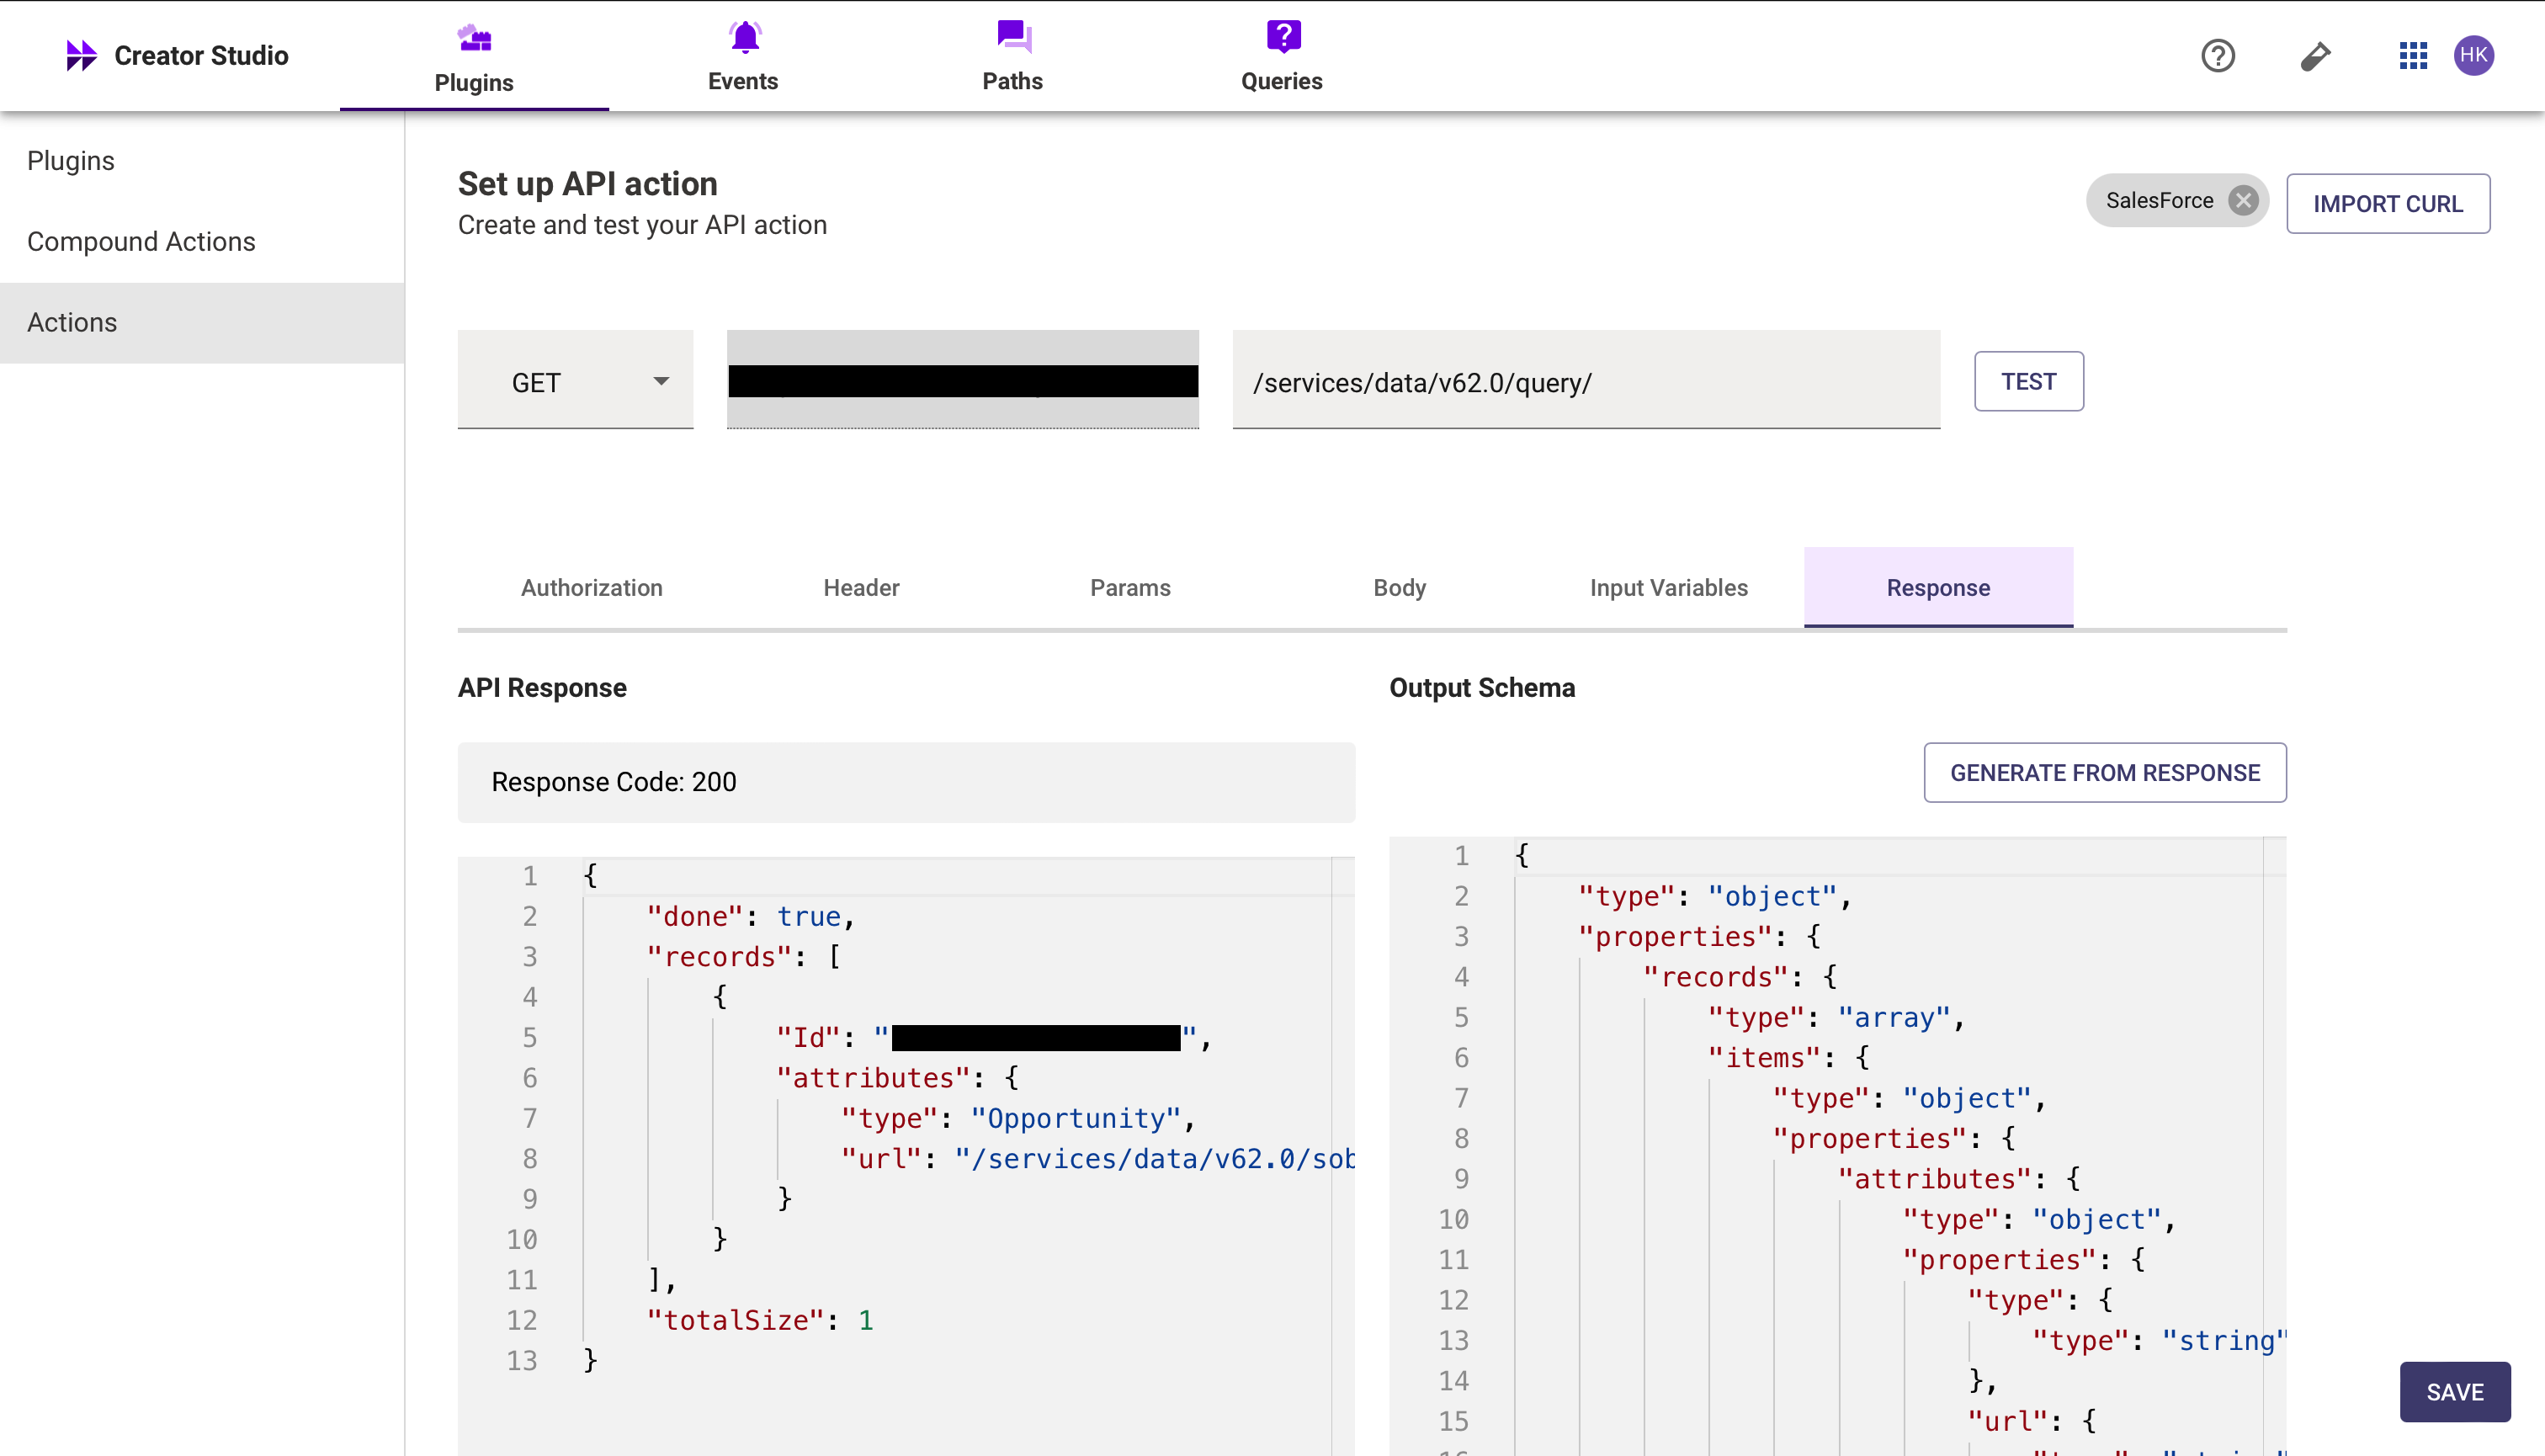 Creator Studio
Plugins
Events
Paths
Queries
HK
Plugins
Compound Actions
Actions
Set up API action
Create and test your API action
SalesForce
IMPORT CURL
GET
/services/data/v62.0/query/
TEST
Authorization
Header
Params
Body
Input Variables
Response
API Response
Response Code: 200
1 {
2 "done": true,
3 "records": [
4 {
5 "Id": "",
6 "attributes": {
7 "type": "Opportunity",
8 "url": "/services/data/v62.0/sob
9 }
10 }
11 ],
12 "totalSize": 1
13 }
Output Schema
GENERATE FROM RESPONSE
1 {
2 "type": "object",
3 "properties": {
4 "records": {
5 "type": "array",
6 "items": {
7 "type": "object",
8 "properties": {
9 "attributes": {
10 "type": "object",
11 "properties": {
12 "type": {
13 "type": "string"
14 },
15 "url": {
SAVE